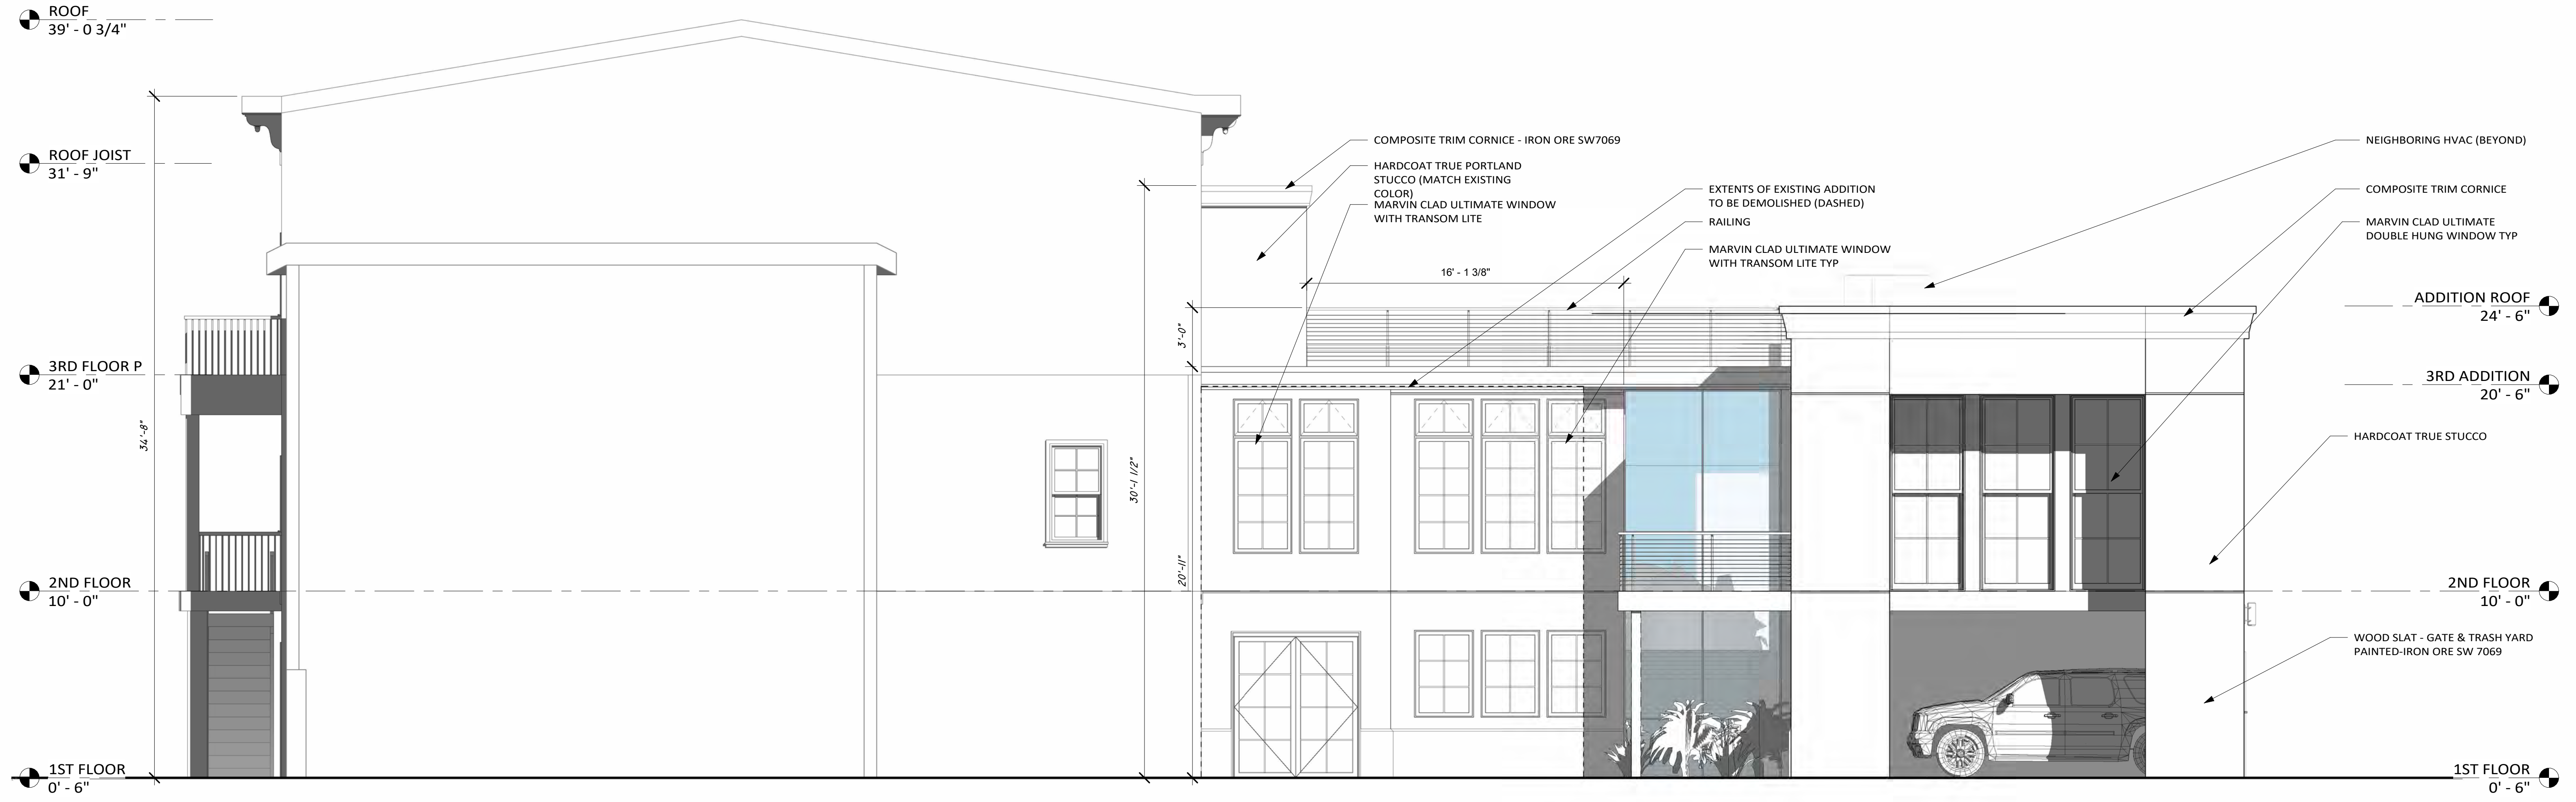 ROOF
39' - 0 3/4"
ROOF JOIST
31' - 9"
3RD FLOOR P
21' - 0"
2ND FLOOR
10' - 0"
1ST FLOOR
0' - 6"
34'-8"
30'-1 1/2"
3'-0"
20'-11"
16' - 1 3/8"
COMPOSITE TRIM CORNICE - IRON ORE SW7069
HARDCOAT TRUE PORTLAND
STUCCO (MATCH EXISTING
COLOR)
MARVIN CLAD ULTIMATE WINDOW
WITH TRANSOM LITE
EXTENTS OF EXISTING ADDITION
TO BE DEMOLISHED (DASHED)
RAILING
MARVIN CLAD ULTIMATE WINDOW
WITH TRANSOM LITE TYP
NEIGHBORING HVAC (BEYOND)
COMPOSITE TRIM CORNICE
MARVIN CLAD ULTIMATE
DOUBLE HUNG WINDOW TYP
ADDITION ROOF
24' - 6"
3RD ADDITION
20' - 6"
HARDCOAT TRUE STUCCO
2ND FLOOR
10' - 0"
WOOD SLAT - GATE & TRASH YARD
PAINTED-IRON ORE SW 7069
1ST FLOOR
0' - 6"